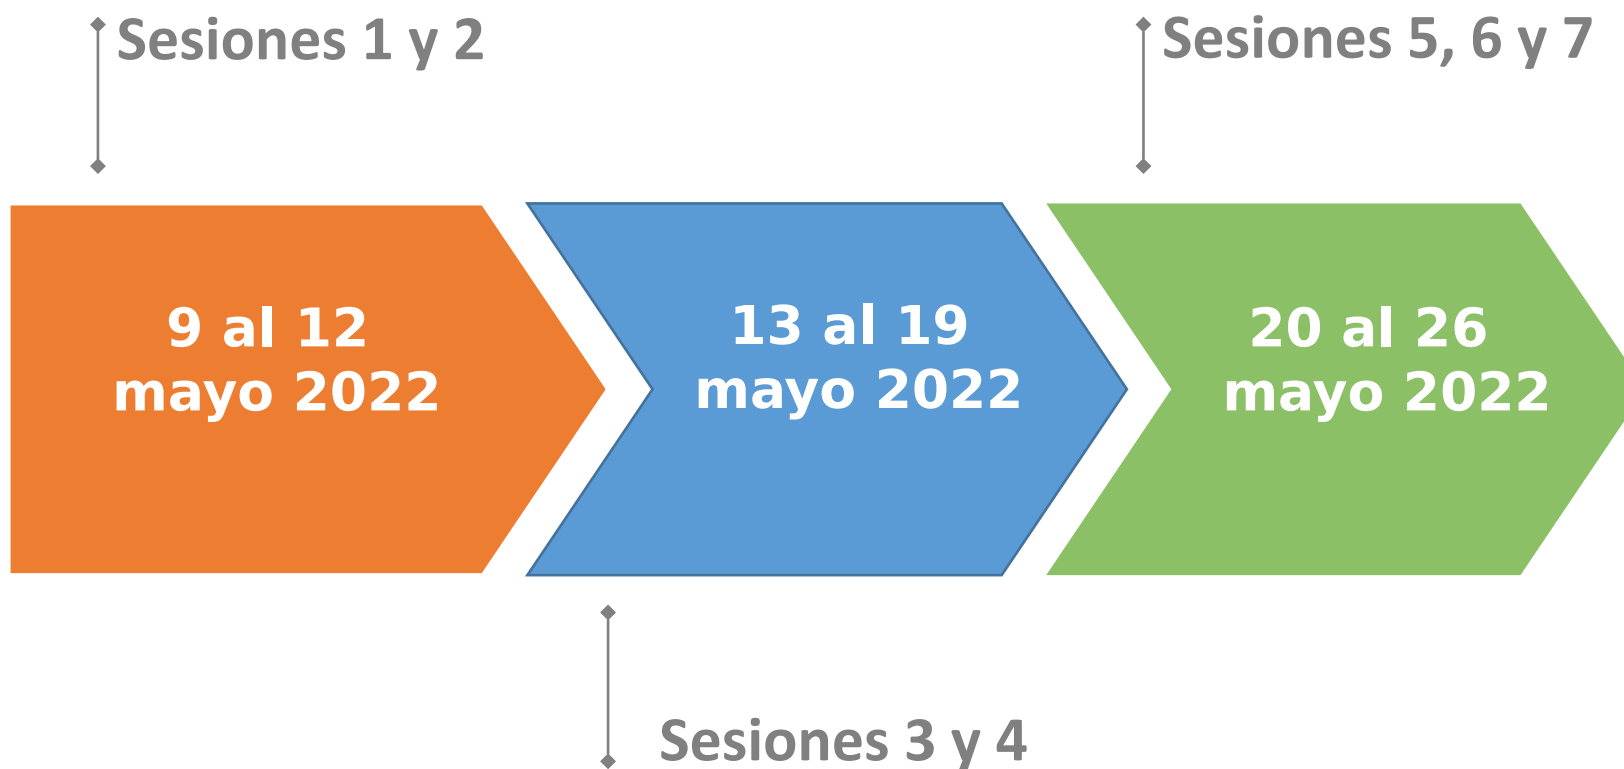 Sesiones 1 y 2
Sesiones 5, 6 y 7
9 al 12
mayo 2022
13 al 19
mayo 2022
20 al 26
mayo 2022
Sesiones 3 y 4